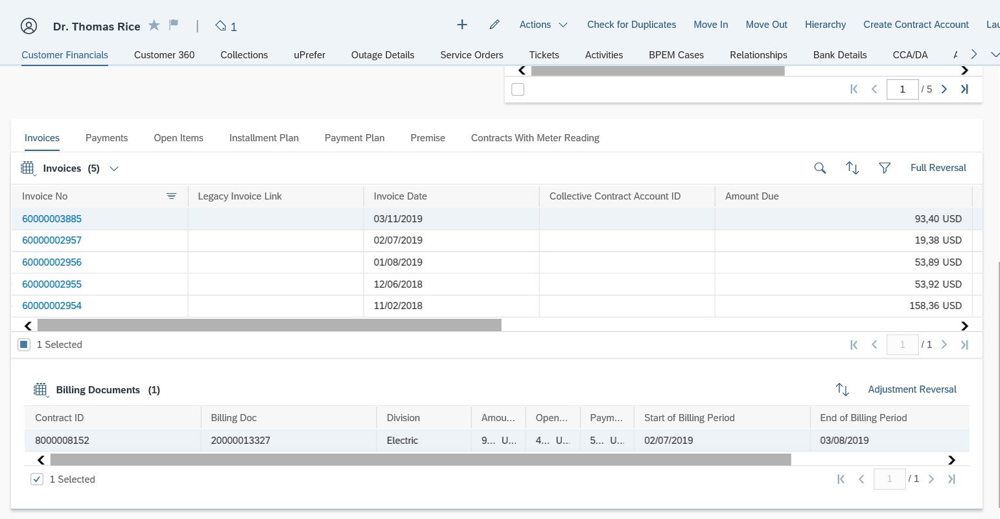 Dr. Thomas Rice 1 Actions Check for Duplicates Move In Move Out Hierarchy Create Contract Account Lau
Customer Financials Customer 360 Collections uPrefer Outage Details Service Orders Tickets Activities BPEM Cases Relationships Bank Details CCA/DA
1 / 5
Invoices Payments Open Items Installment Plan Payment Plan Premise Contracts With Meter Reading
Invoices (5) Full Reversal
Invoice No Legacy Invoice Link Invoice Date Collective Contract Account ID Amount Due
60000003885 03/11/2019 93,40 USD
60000002957 02/07/2019 19,38 USD
60000002956 01/08/2019 53,89 USD
60000002955 12/06/2018 53,92 USD
60000002954 11/02/2018 158,36 USD
1 Selected 1 / 1
Billing Documents (1) Adjustment Reversal
Contract ID Billing Doc Division Amou... Open... Paym... Start of Billing Period End of Billing Period
8000008152 20000013327 Electric 9... U... 4... U... 5... U... 02/07/2019 03/08/2019
1 Selected 1 / 1